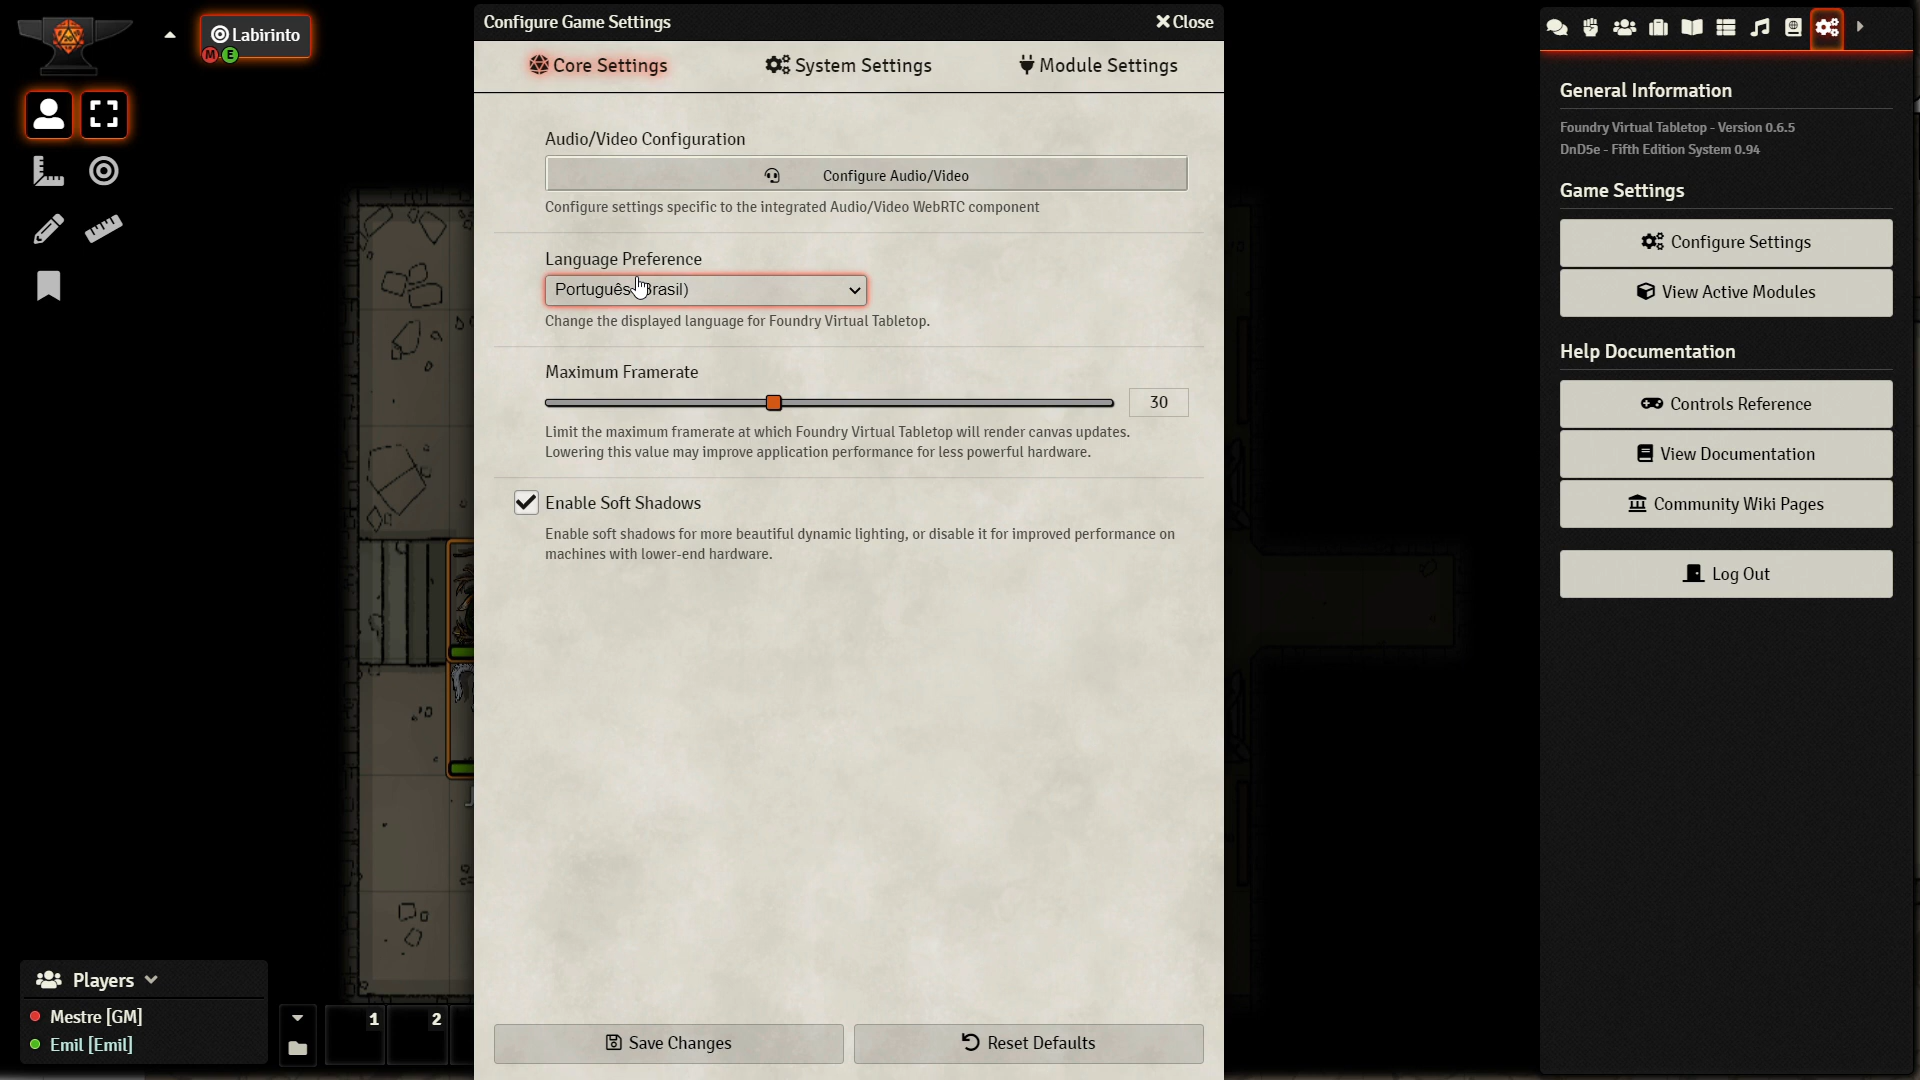 Labirinto
M E
Configure Game Settings
Close
Core Settings
System Settings
Module Settings
Audio/Video Configuration
Configure Audio/Video
Configure settings specific to the integrated Audio/Video WebRTC component
Language Preference
Português (Brasil)
Change the displayed language for Foundry Virtual Tabletop.
Maximum Framerate
30
Limit the maximum framerate at which Foundry Virtual Tabletop will render canvas updates.
Lowering this value may improve application performance for less powerful hardware.
Enable Soft Shadows
Enable soft shadows for more beautiful dynamic lighting, or disable it for improved performance on
machines with lower-end hardware.
Save Changes
Reset Defaults
General Information
Foundry Virtual Tabletop - Version 0.6.5
DnD5e - Fifth Edition System 0.94
Game Settings
Configure Settings
View Active Modules
Help Documentation
Controls Reference
View Documentation
Community Wiki Pages
Log Out
Players
Mestre [GM]
Emil [Emil]
1
2